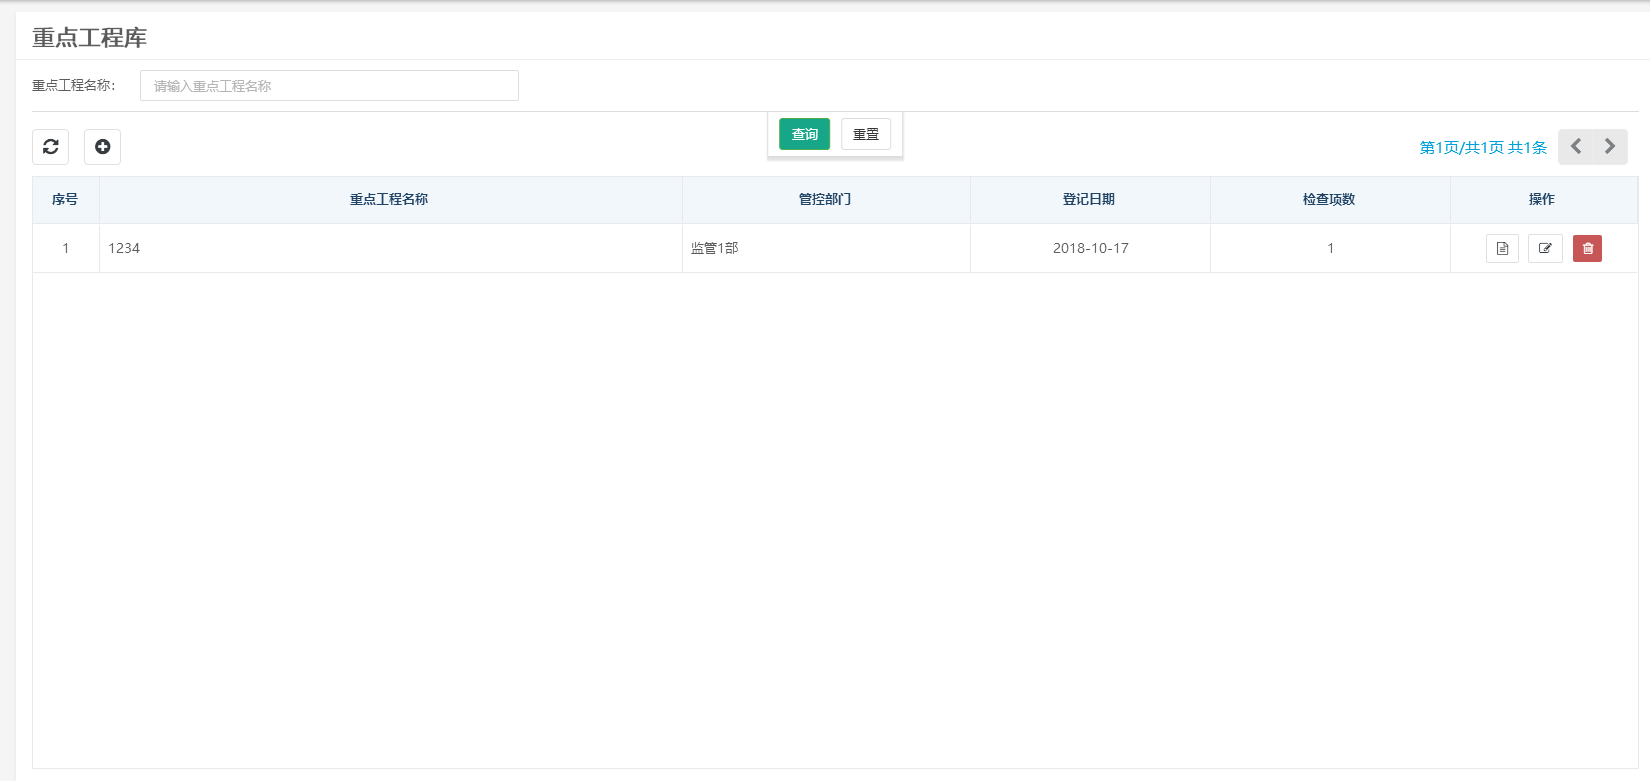 重点工程库
重点工程名称：
请输入重点工程名称
查询 重置
第1页/共1页 共1条
序号 重点工程名称 管控部门 登记日期 检查项数 操作
1 1234 监管1部 2018-10-17 1